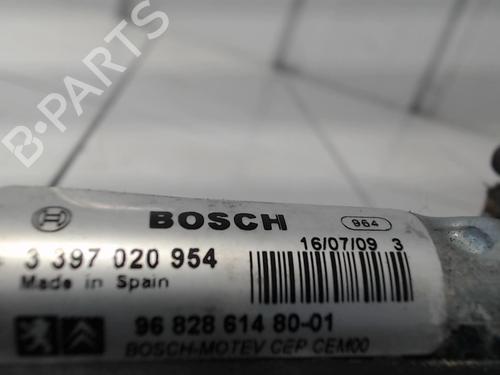 B-PARTS
BOSCH 964
3 397 020 954 16/07/09 3
Made in Spain
96 828 614 80-01
BOSCH-MOTEV CEP CEM00